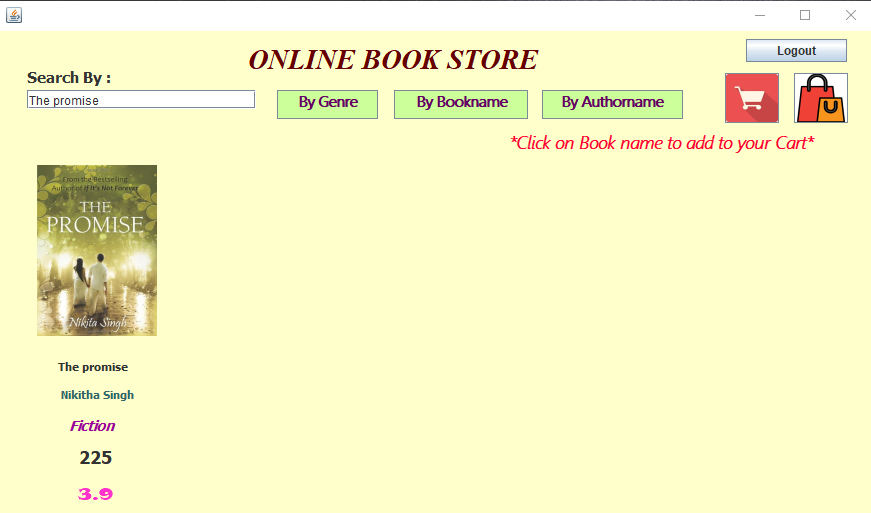 Logout
ONLINE BOOK STORE
Search By :
The promise
By Genre
By Bookname
By Authorname
*Click on Book name to add to your Cart*
From the Bestselling
Author of If It's Not Forever
THE
PROMISE
Nikita Singh
The promise
Nikitha Singh
Fiction
225
3.9